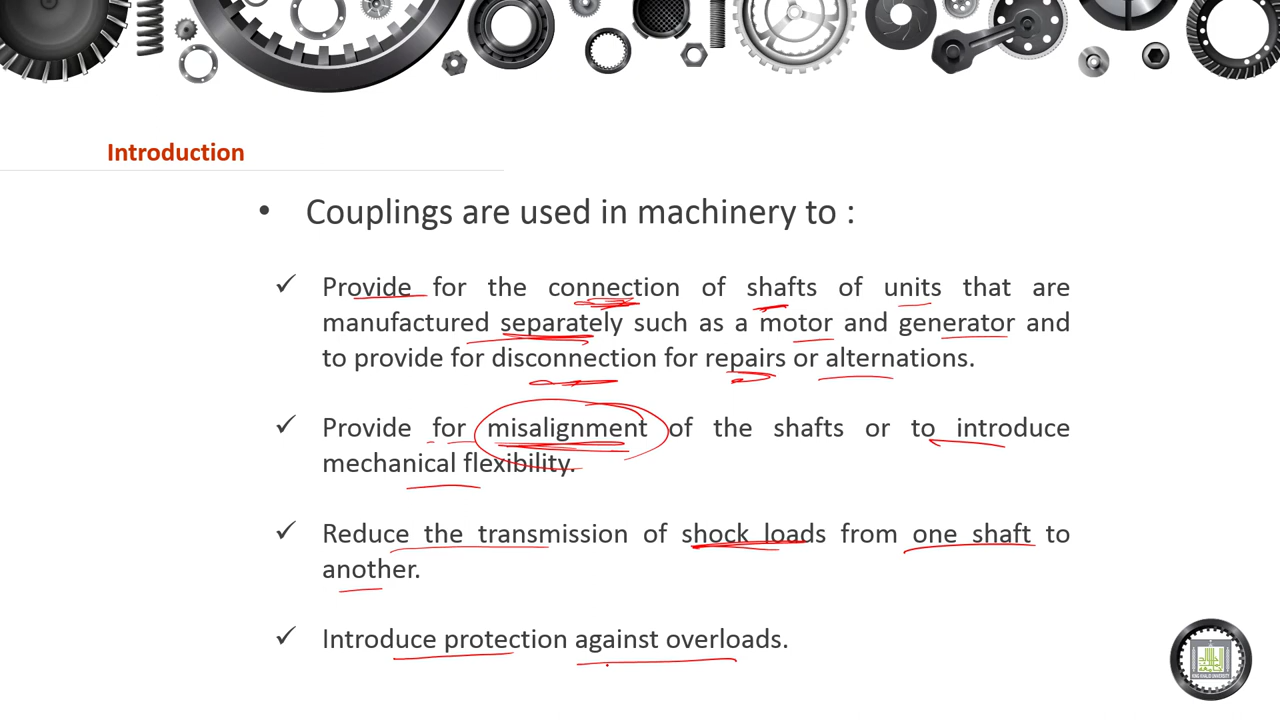 Introduction
• Couplings are used in machinery to :
✓ Provide for the connection of shafts of units that are
manufactured separately such as a motor and generator and
to provide for disconnection for repairs or alternations.
✓ Provide for misalignment of the shafts or to introduce
mechanical flexibility.
✓ Reduce the transmission of shock loads from one shaft to
another.
✓ Introduce protection against overloads.
KING KHALID UNIVERSITY